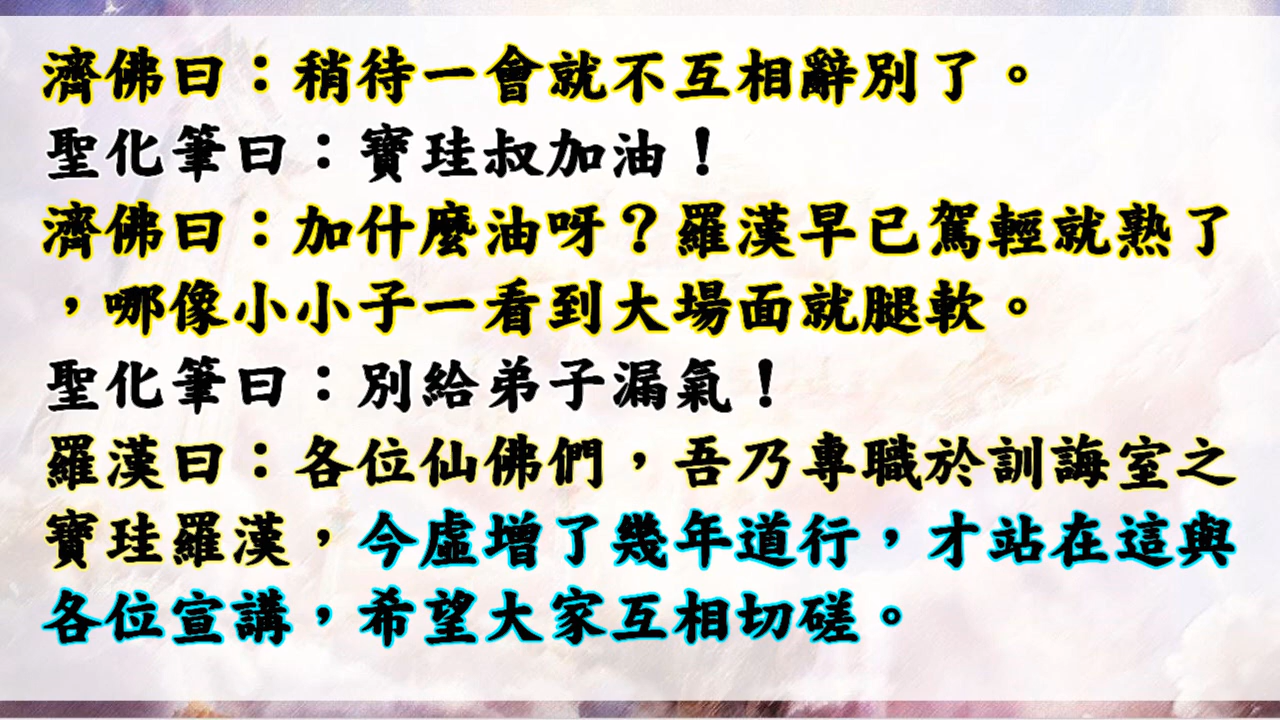 濟佛曰：稍待一會就不互相辭別了。
聖化筆曰：寶珪叔加油！
濟佛曰：加什麼油呀？羅漢早已駕輕就熟了
，哪像小小子一看到大場面就腿軟。
聖化筆曰：別給弟子漏氣！
羅漢曰：各位仙佛們，吾乃專職於訓誨室之
寶珪羅漢，今虛增了幾年道行，才站在這與
各位宣講，希望大家互相切磋。